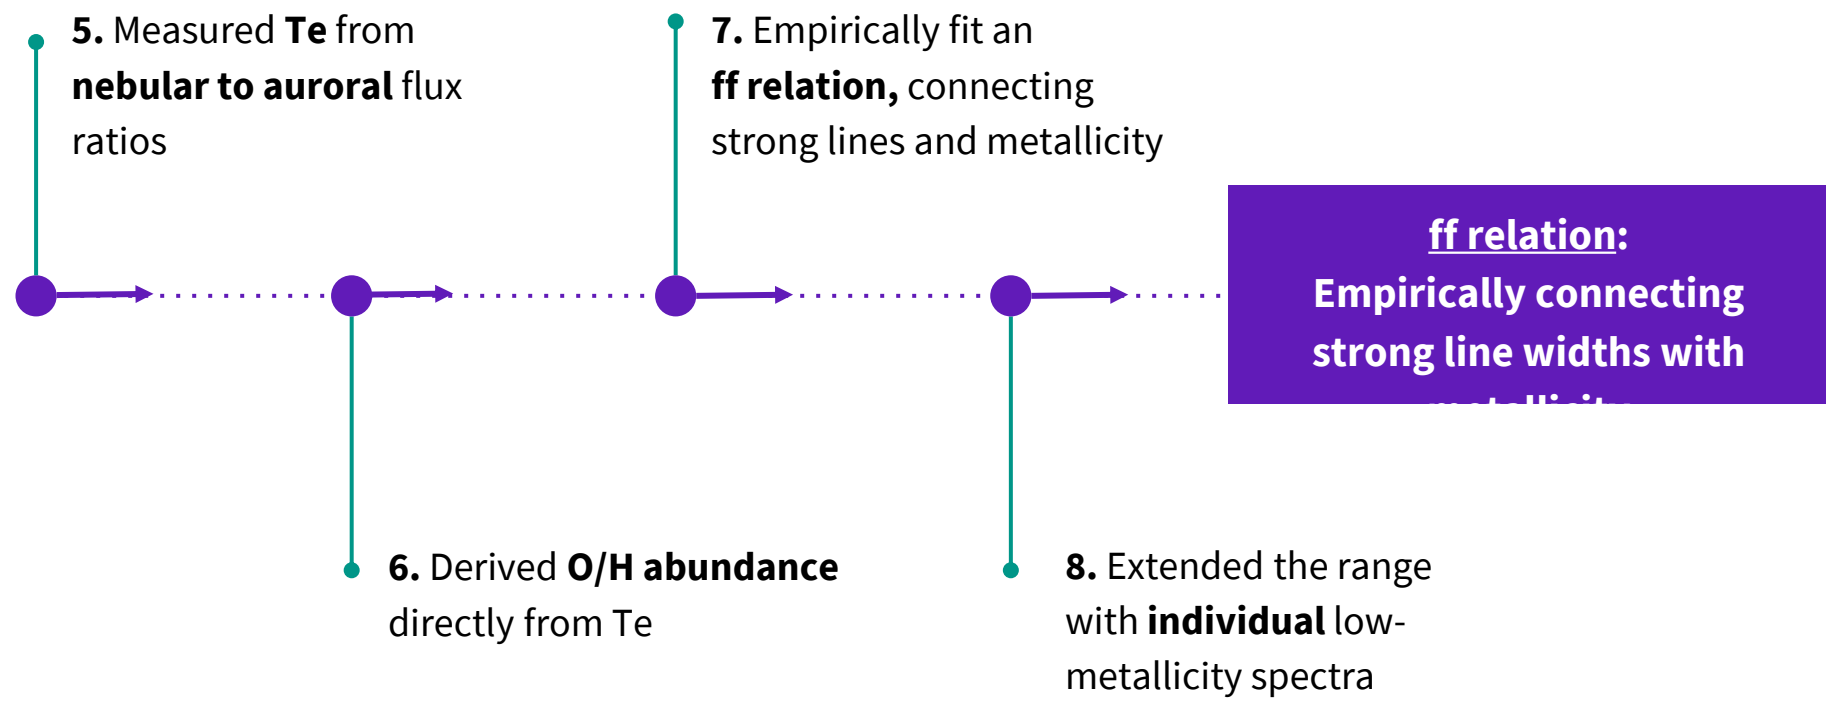 5. Measured Te from
nebular to auroral flux
ratios
7. Empirically fit an
ff relation, connecting
strong lines and metallicity
ff relation:
Empirically connecting
strong line widths with
6. Derived O/H abundance
directly from Te
8. Extended the range
with individual low-
metallicity spectra